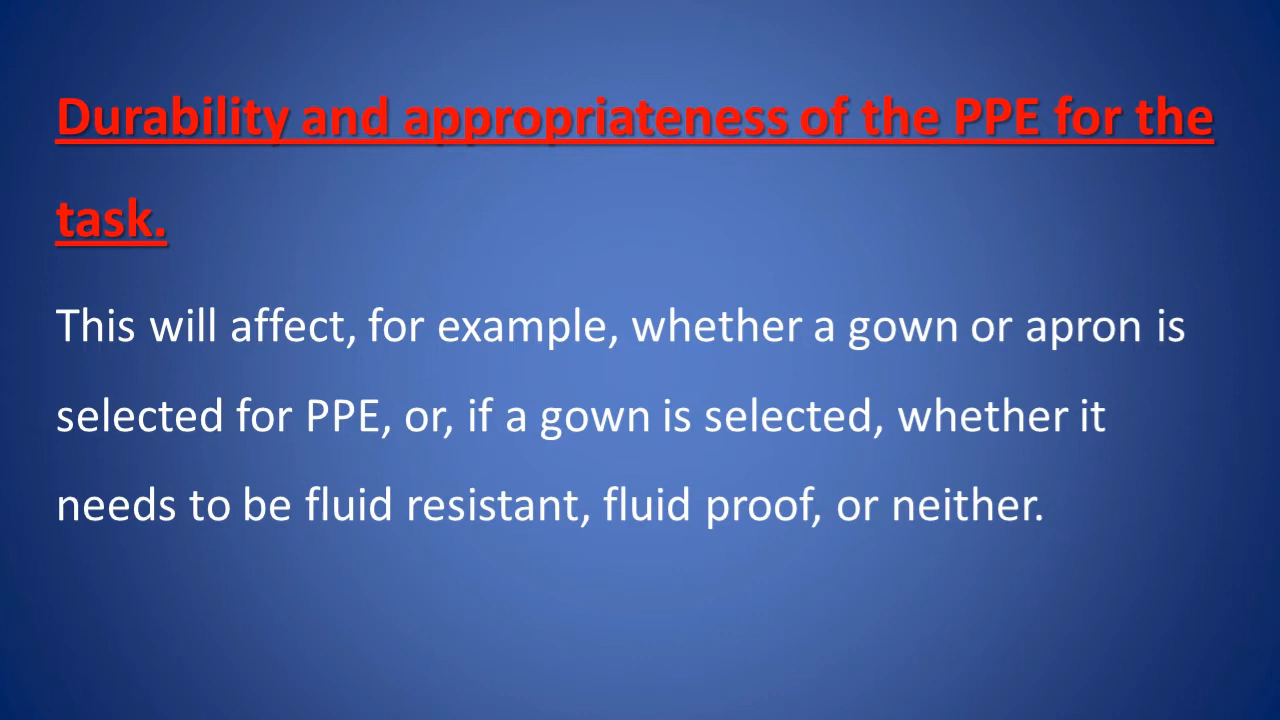 Durability and appropriateness of the PPE for the
task.
This will affect, for example, whether a gown or apron is
selected for PPE, or, if a gown is selected, whether it
needs to be fluid resistant, fluid proof, or neither.